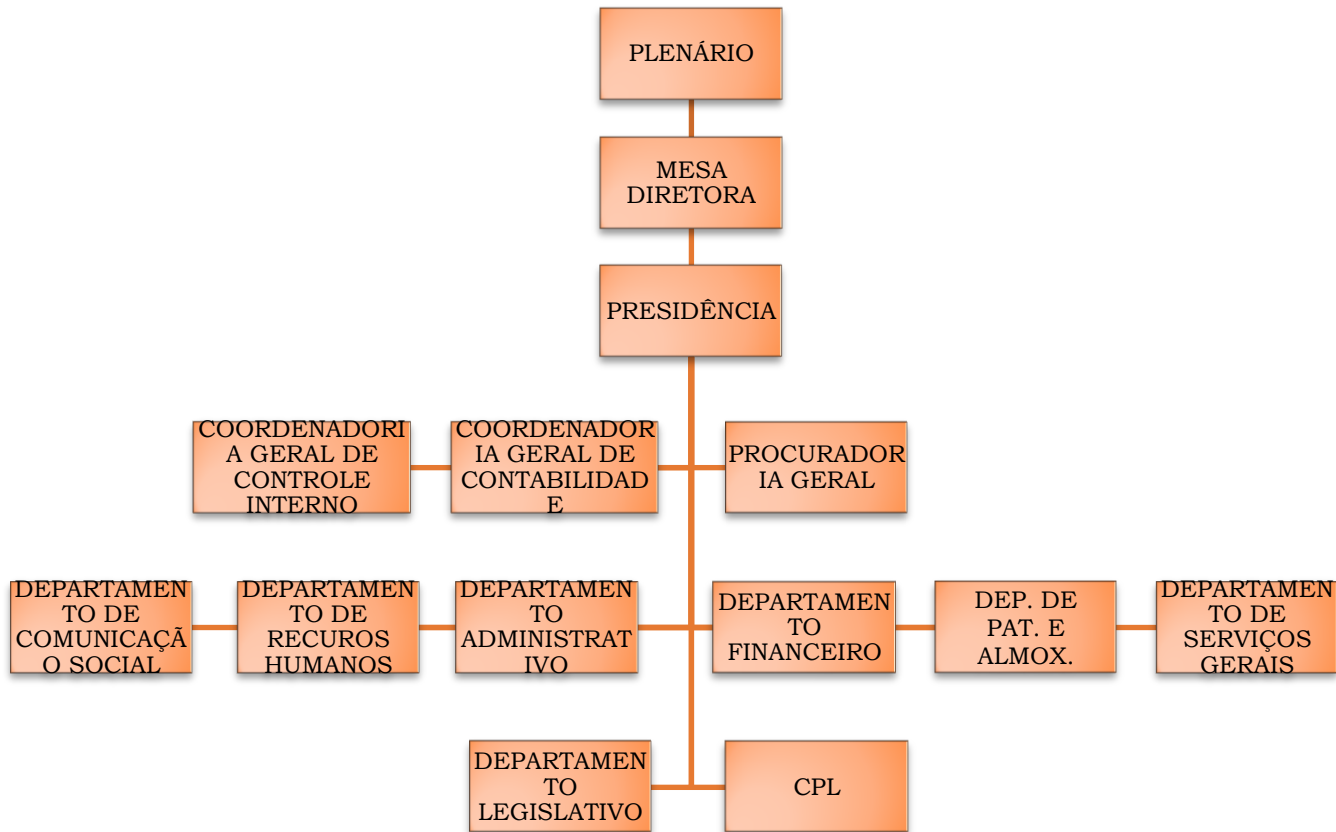 PLENÁRIO
MESA
DIRETORA
PRESIDÊNCIA
COORDENADORI
A GERAL DE
CONTROLE
INTERNO
COORDENADOR
IA GERAL DE
CONTABILIDAD
E
PROCURADOR
IA GERAL
DEPARTAMEN
TO DE
COMUNICAÇÃ
O SOCIAL
DEPARTAMEN
TO DE
RECUROS
HUMANOS
DEPARTAMEN
TO
ADMINISTRAT
IVO
DEPARTAMEN
TO
FINANCEIRO
DEP. DE
PAT. E
ALMOX.
DEPARTAMEN
TO DE
SERVIÇOS
GERAIS
DEPARTAMEN
TO
LEGISLATIVO
CPL